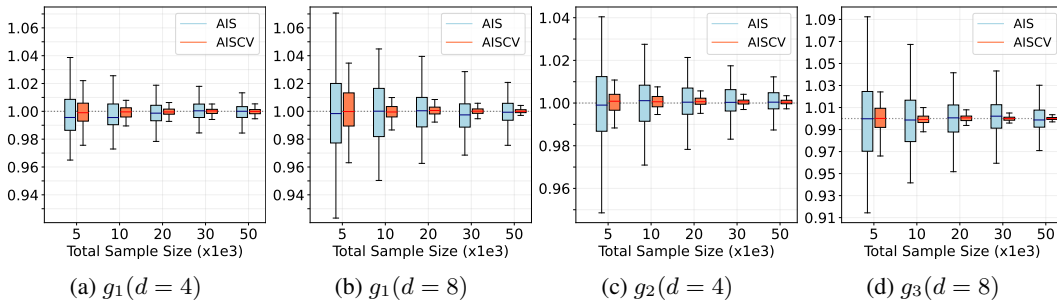 1.06
1.04
1.02
1.00
0.98
0.96
0.94
AIS
AISCV
5 10 20 30 50
Total Sample Size (x1e3)
(a) g₁(d = 4)
1.06
1.04
1.02
1.00
0.98
0.96
0.94
AIS
AISCV
5 10 20 30 50
Total Sample Size (x1e3)
(b) g₁(d = 8)
1.04
1.02
1.00
0.98
0.96
AIS
AISCV
5 10 20 30 50
Total Sample Size (x1e3)
(c) g₂(d = 4)
1.09
1.06
1.03
1.01
1.00
0.99
0.97
0.94
0.91
AIS
AISCV
5 10 20 30 50
Total Sample Size (x1e3)
(d) g₃(d = 8)